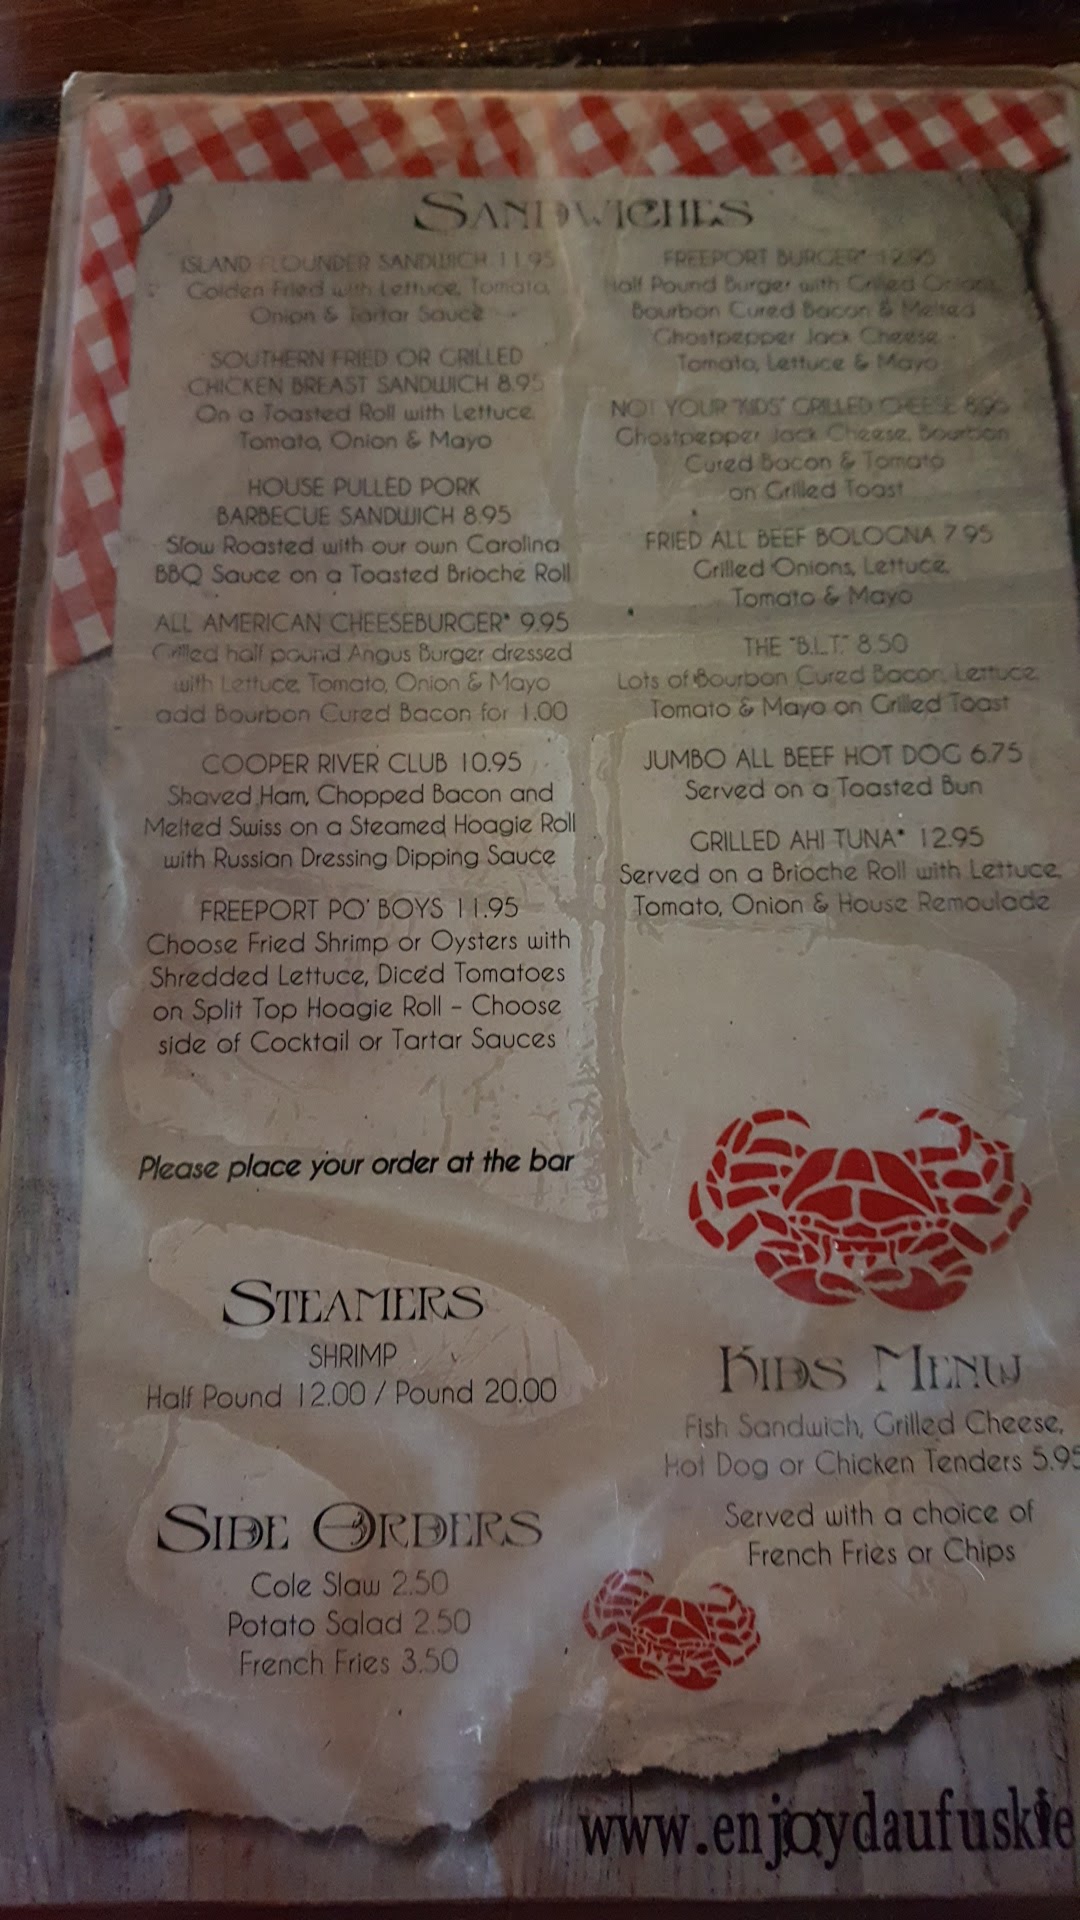 SANDWICHES
ISLAND FLOUNDER SANDWICH 11.95
Golden Fried with Lettuce, Tomato,
Onion & Tartar Sauce
SOUTHERN FRIED OR GRILLED
CHICKEN BREAST SANDWICH 8.95
On a Toasted Roll with Lettuce,
Tomato, Onion & Mayo
HOUSE PULLED PORK
BARBECUE SANDWICH 8.95
Slow Roasted with our own Carolina
BBQ Sauce on a Toasted Brioche Roll
ALL AMERICAN CHEESEBURGER* 9.95
Grilled half pound Angus Burger dressed
with Lettuce, Tomato, Onion & Mayo
add Bourbon Cured Bacon for 1.00
COOPER RIVER CLUB 10.95
Shaved Ham, Chopped Bacon and
Melted Swiss on a Steamed Hoagie Roll
with Russian Dressing Dipping Sauce
FREEPORT PO' BOYS 11.95
Choose Fried Shrimp or Oysters with
Shredded Lettuce, Diced Tomatoes
on Split Top Hoagie Roll - Choose
side of Cocktail or Tartar Sauces
FREEPORT BURGER* 12.95
Half Pound Burger with Grilled Onions,
Bourbon Cured Bacon & Melted
Ghostpepper Jack Cheese
Tomato, Lettuce & Mayo
NOT YOUR "KIDS" GRILLED CHEESE 8.95
Ghostpepper Jack Cheese, Bourbon
Cured Bacon & Tomato
on Grilled Toast
FRIED ALL BEEF BOLOGNA 7.95
Grilled Onions, Lettuce,
Tomato & Mayo
THE "B.L.T." 8.50
Lots of Bourbon Cured Bacon, Lettuce,
Tomato & Mayo on Grilled Toast
JUMBO ALL BEEF HOT DOG 6.75
Served on a Toasted Bun
GRILLED AHI TUNA* 12.95
Served on a Brioche Roll with Lettuce,
Tomato, Onion & House Remoulade
Please place your order at the bar
STEAMERS
SHRIMP
Half Pound 12.00 / Pound 20.00
SIDE ORDERS
Cole Slaw 2.50
Potato Salad 2.50
French Fries 3.50
KIDS MENU
Fish Sandwich, Grilled Cheese,
Hot Dog or Chicken Tenders 5.95
Served with a choice of
French Fries or Chips
www.enjoydaufuskie